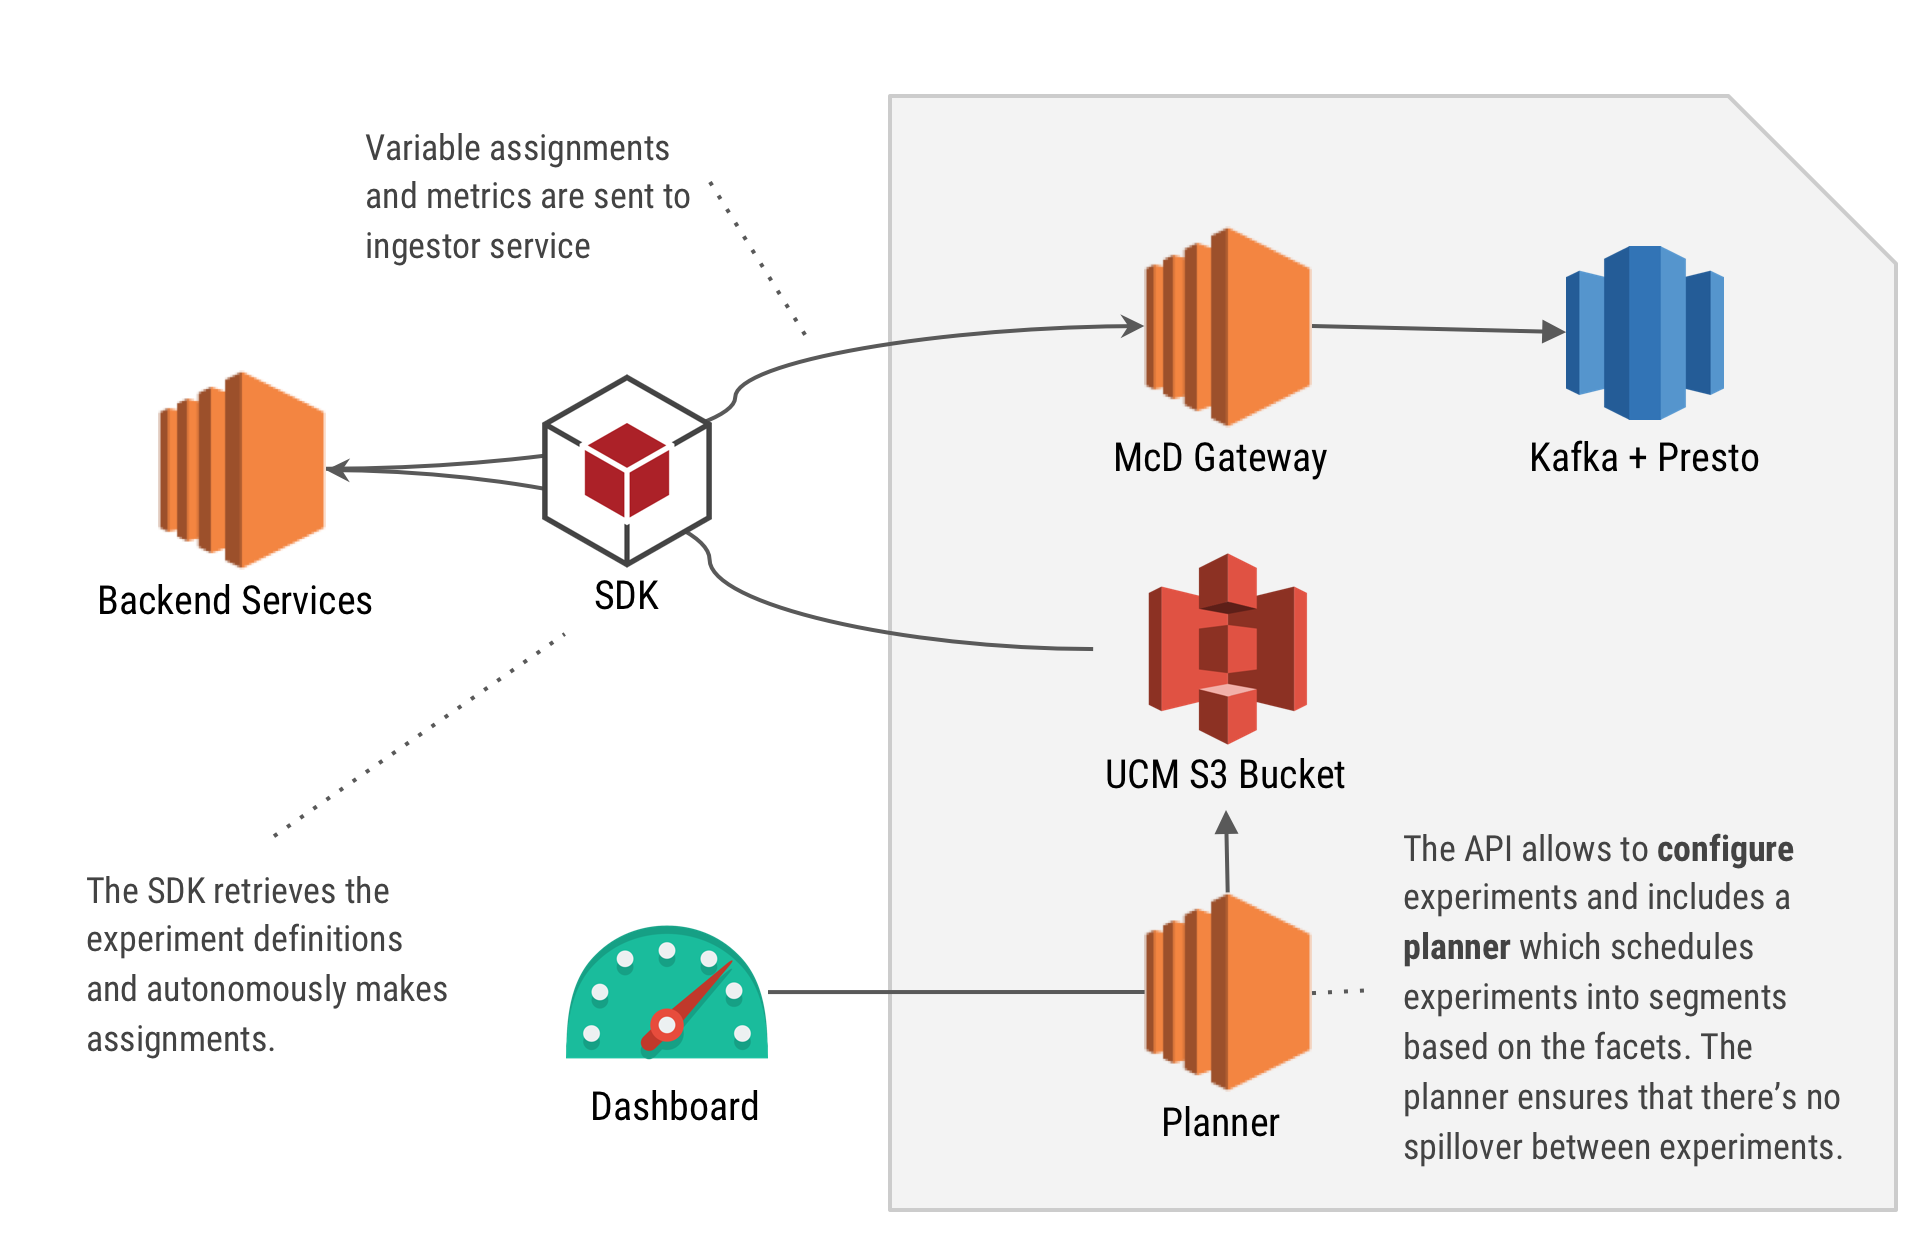 Variable assignments
and metrics are sent to
ingestor service
McD Gateway
Kafka + Presto
Backend Services
SDK
UCM S3 Bucket
The SDK retrieves the
experiment definitions
and autonomously makes
assignments.
Dashboard
Planner
The API allows to configure
experiments and includes a
planner which schedules
experiments into segments
based on the facets. The
planner ensures that there’s no
spillover between experiments.